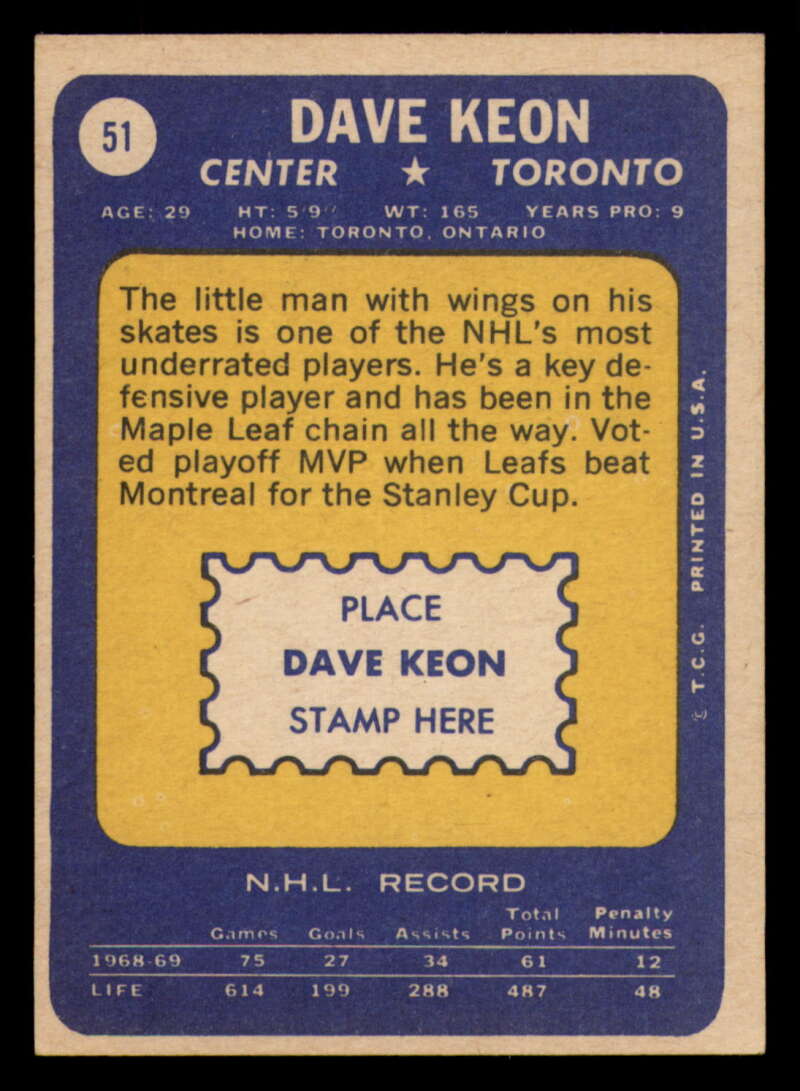 51
DAVE KEON
CENTER ★ TORONTO
AGE: 29 HT: 5'9" WT: 165 YEARS PRO: 9
HOME: TORONTO, ONTARIO
The little man with wings on his
skates is one of the NHL's most
underrated players. He's a key de-
fensive player and has been in the
Maple Leaf chain all the way. Vot-
ed playoff MVP when Leafs beat
Montreal for the Stanley Cup.
PLACE
DAVE KEON
STAMP HERE
© T.C.G. PRINTED IN U.S.A.
N.H.L. RECORD
Games Goals Assists Total Points Penalty Minutes
1968-69 75 27 34 61 12
LIFE 614 199 288 487 48